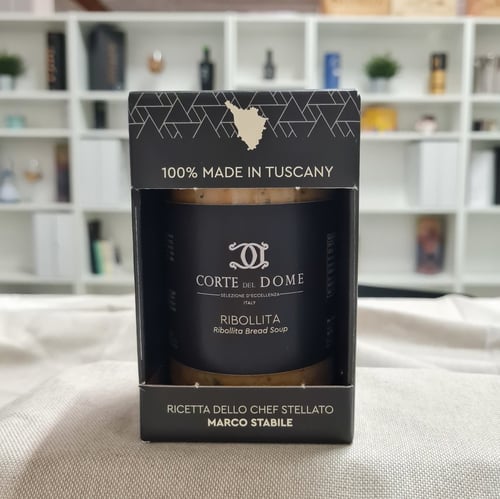 100% MADE IN TUSCANY
CORTE DEL DOME
SELEZIONE D'ECCELLENZA
ITALY
RIBOLLITA
Ribollita Bread Soup
RICETTA DELLO CHEF STELLATO
MARCO STABILE